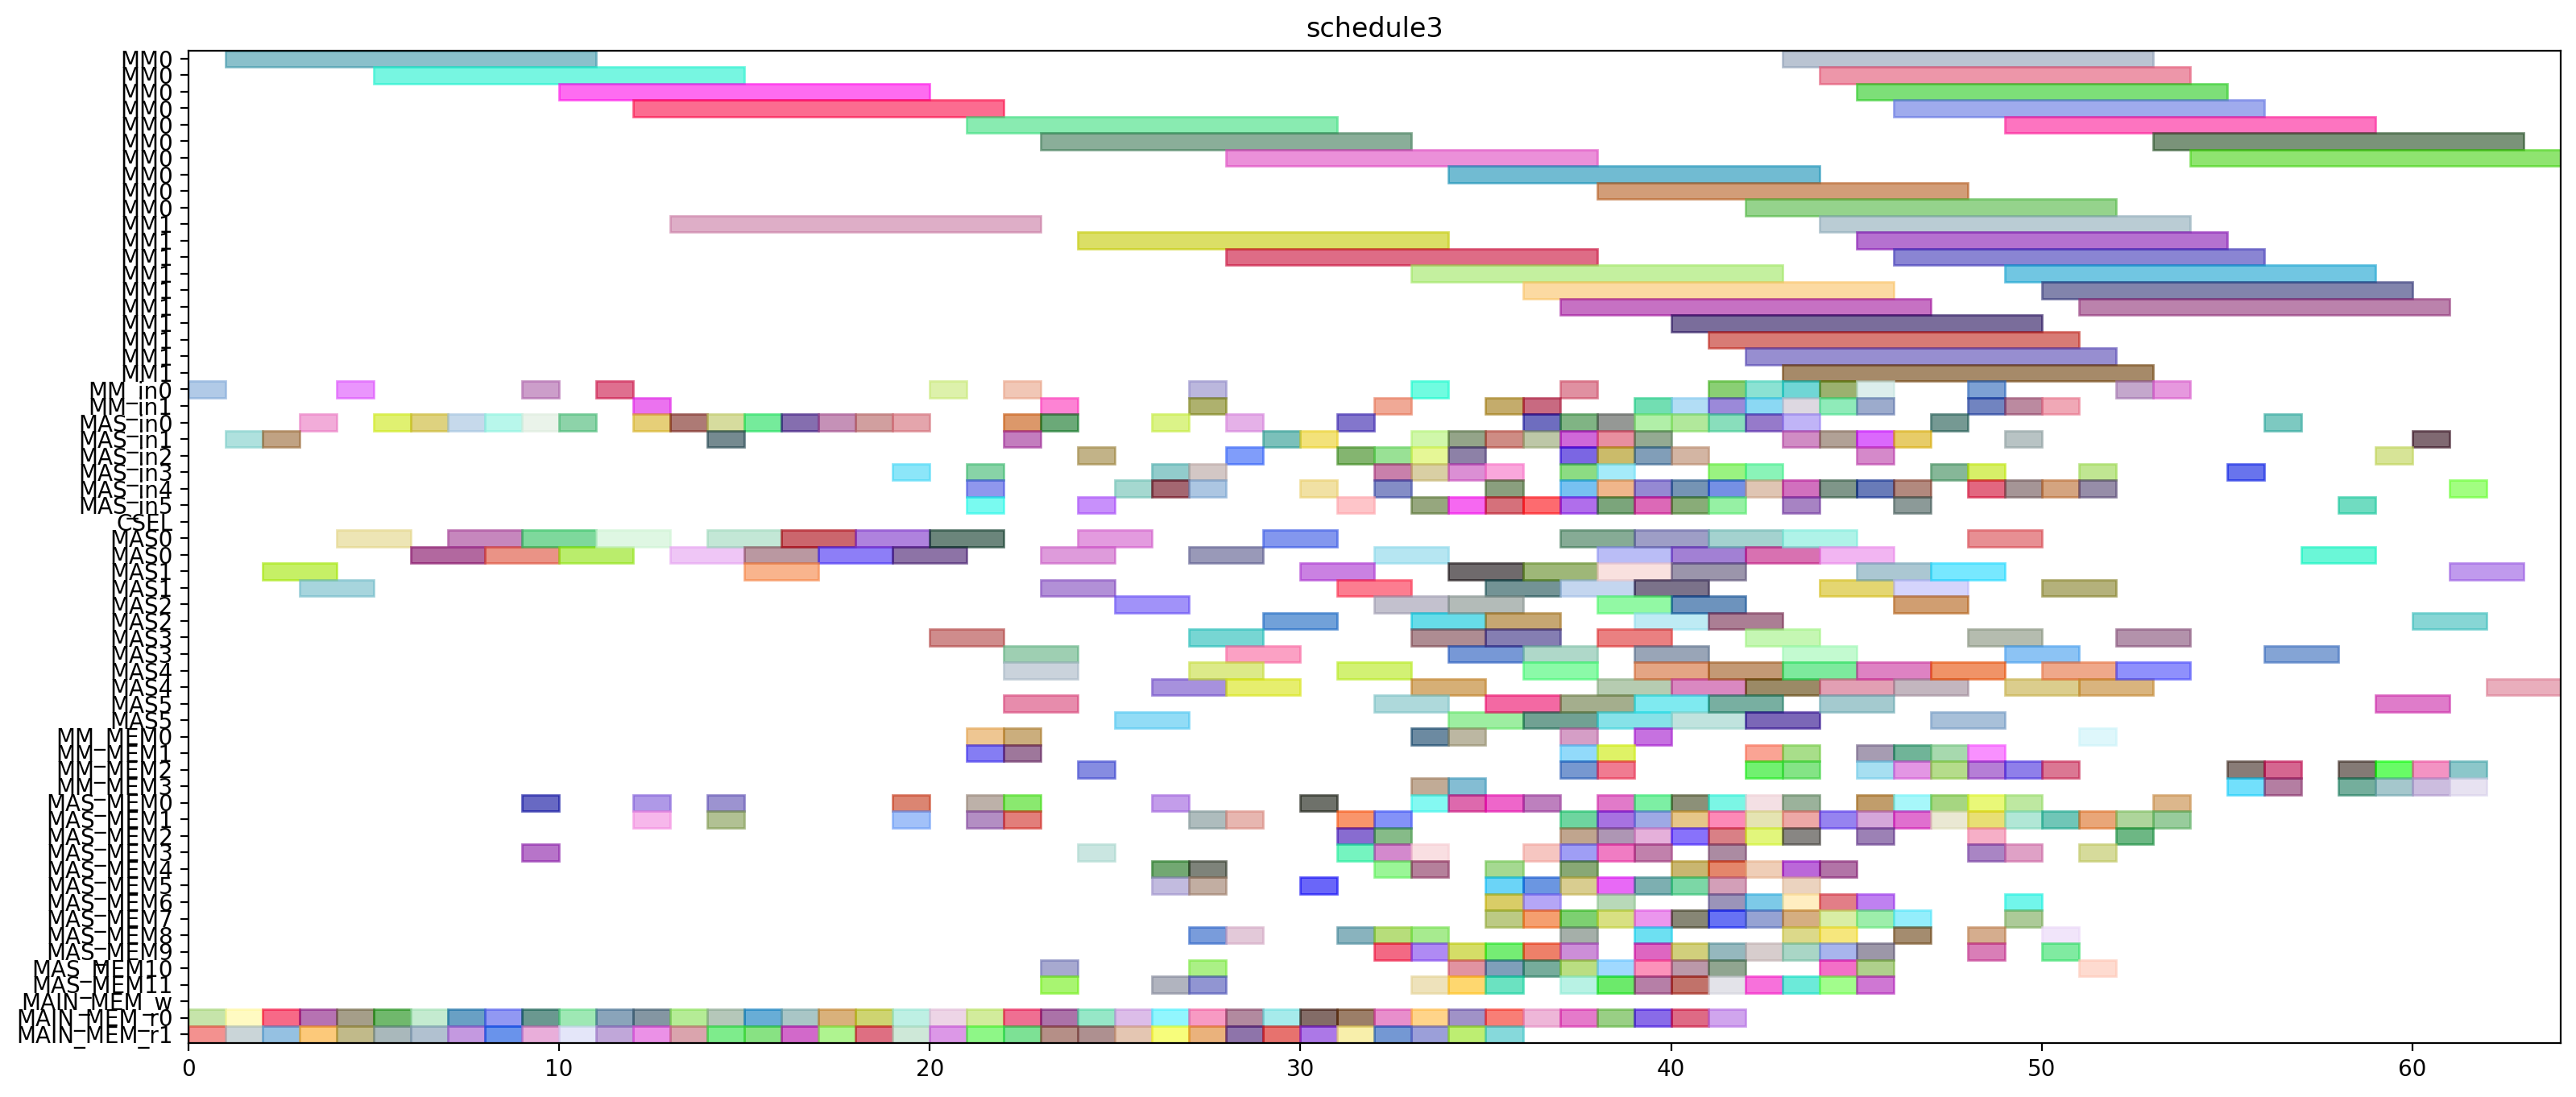 schedule3
MM0
MM0
MM0
MM0
MM0
MM0
MM0
MM0
MM0
MM0
MM1
MM1
MM1
MM1
MM1
MM1
MM1
MM1
MM1
MM1
MM_in0
MM_in1
MAS_in0
MAS_in1
MAS_in2
MAS_in3
MAS_in4
MAS_in5
CSEL
MAS0
MAS0
MAS1
MAS1
MAS2
MAS2
MAS3
MAS3
MAS4
MAS4
MAS5
MAS5
MM_MEM0
MM_MEM1
MM_MEM2
MM_MEM3
MAS_MEM0
MAS_MEM1
MAS_MEM2
MAS_MEM3
MAS_MEM4
MAS_MEM5
MAS_MEM6
MAS_MEM7
MAS_MEM8
MAS_MEM9
MAS_MEM10
MAS_MEM11
MAIN_MEM_w
MAIN_MEM_r0
MAIN_MEM_r1
0 10 20 30 40 50 60